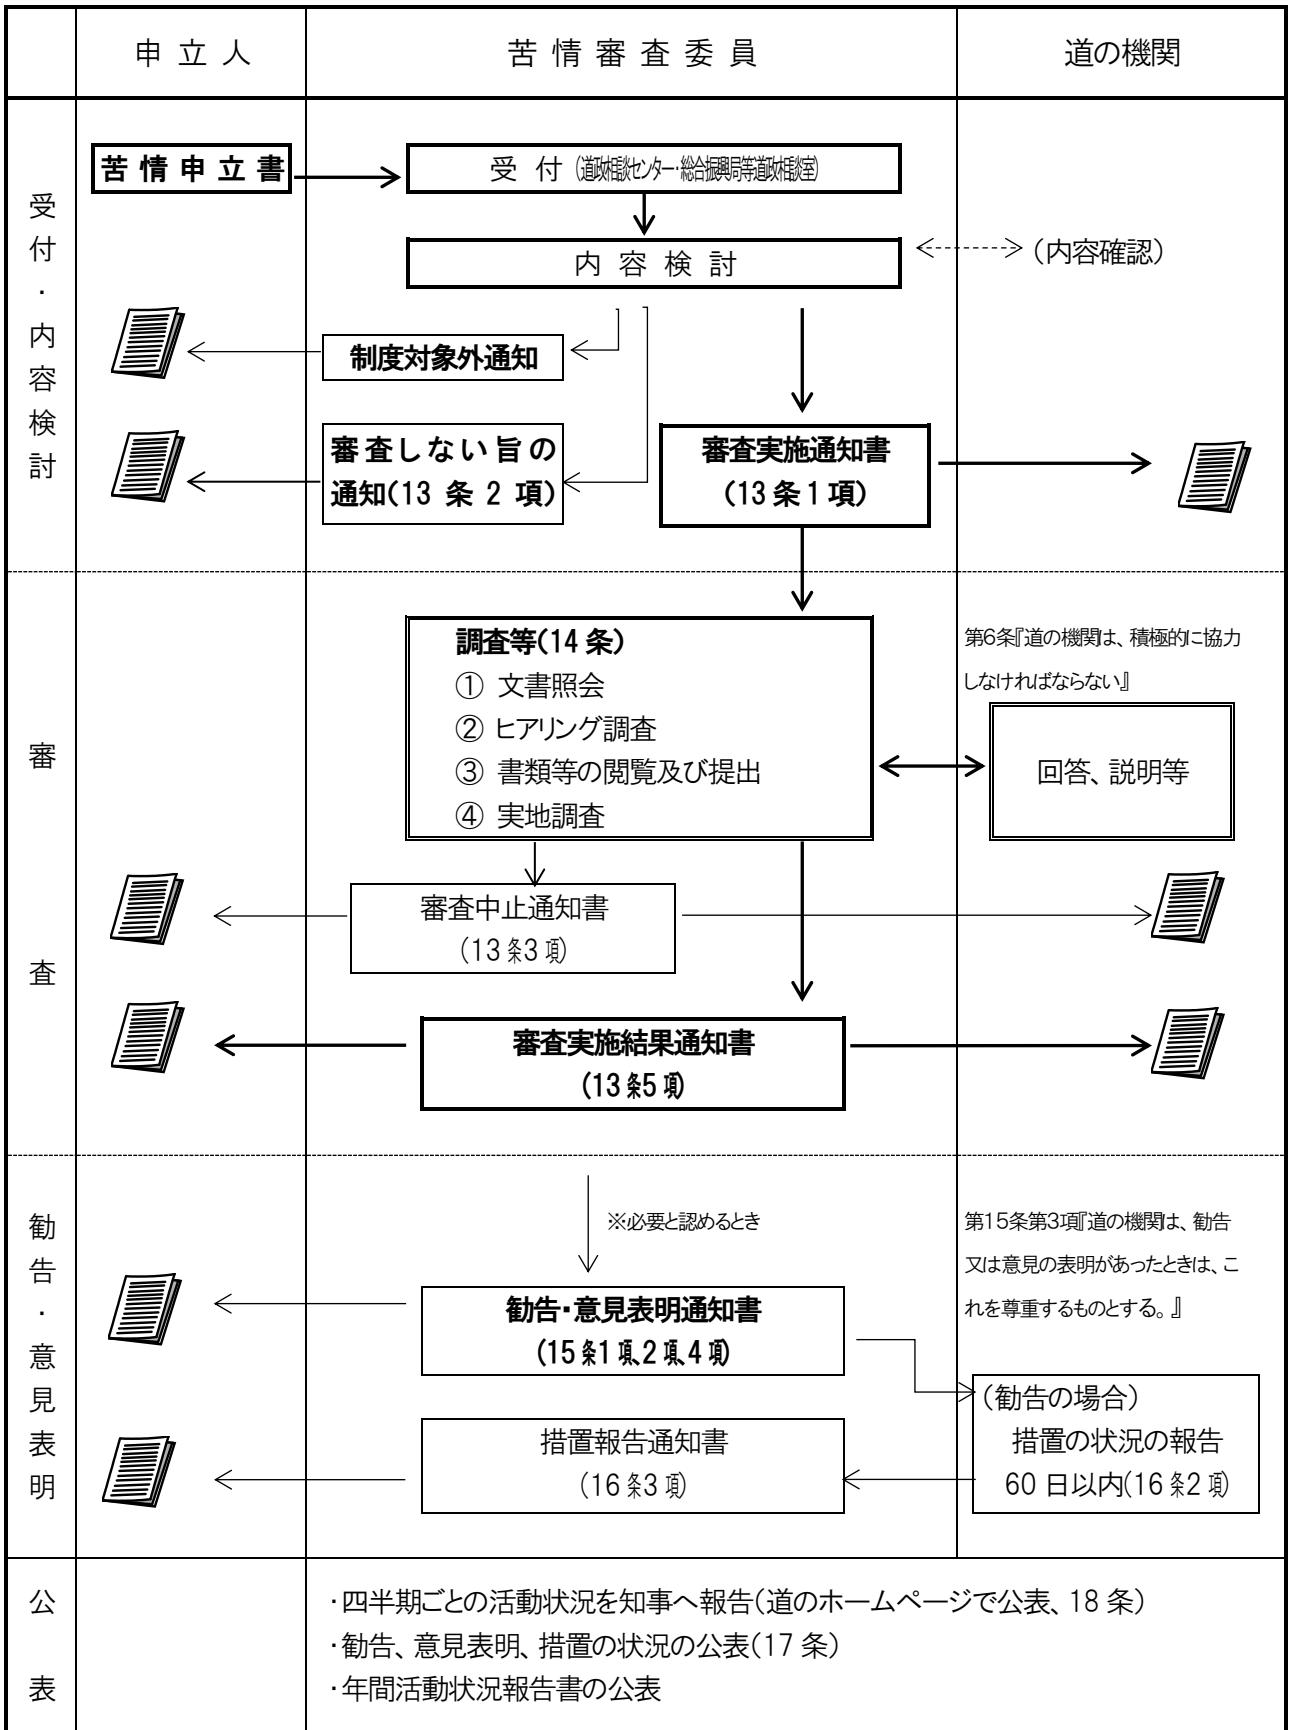 申立人
苦情審査委員
道の機関
受付・内容検討
苦情申立書
受付(道政相談センター・総合振興局等道政相談室)
内容検討
(内容確認)
制度対象外通知
審査しない旨の
通知(13条2項)
審査実施通知書
(13条1項)
審査
調査等(14条)
① 文書照会
② ヒアリング調査
③ 書類等の閲覧及び提出
④ 実地調査
第6条『道の機関は、積極的に協力
しなければならない』
回答、説明等
審査中止通知書
(13条3項)
審査実施結果通知書
(13条5項)
勧告・意見表明
※必要と認めるとき
勧告・意見表明通知書
(15条1項、2項、4項)
第15条第3項『道の機関は、勧告
又は意見の表明があったときは、こ
れを尊重するものとする。』
(勧告の場合)
措置の状況の報告
60日以内(16条2項)
措置報告通知書
(16条3項)
公表
・四半期ごとの活動状況を知事へ報告(道のホームページで公表、18条)
・勧告、意見表明、措置の状況の公表(17条)
・年間活動状況報告書の公表